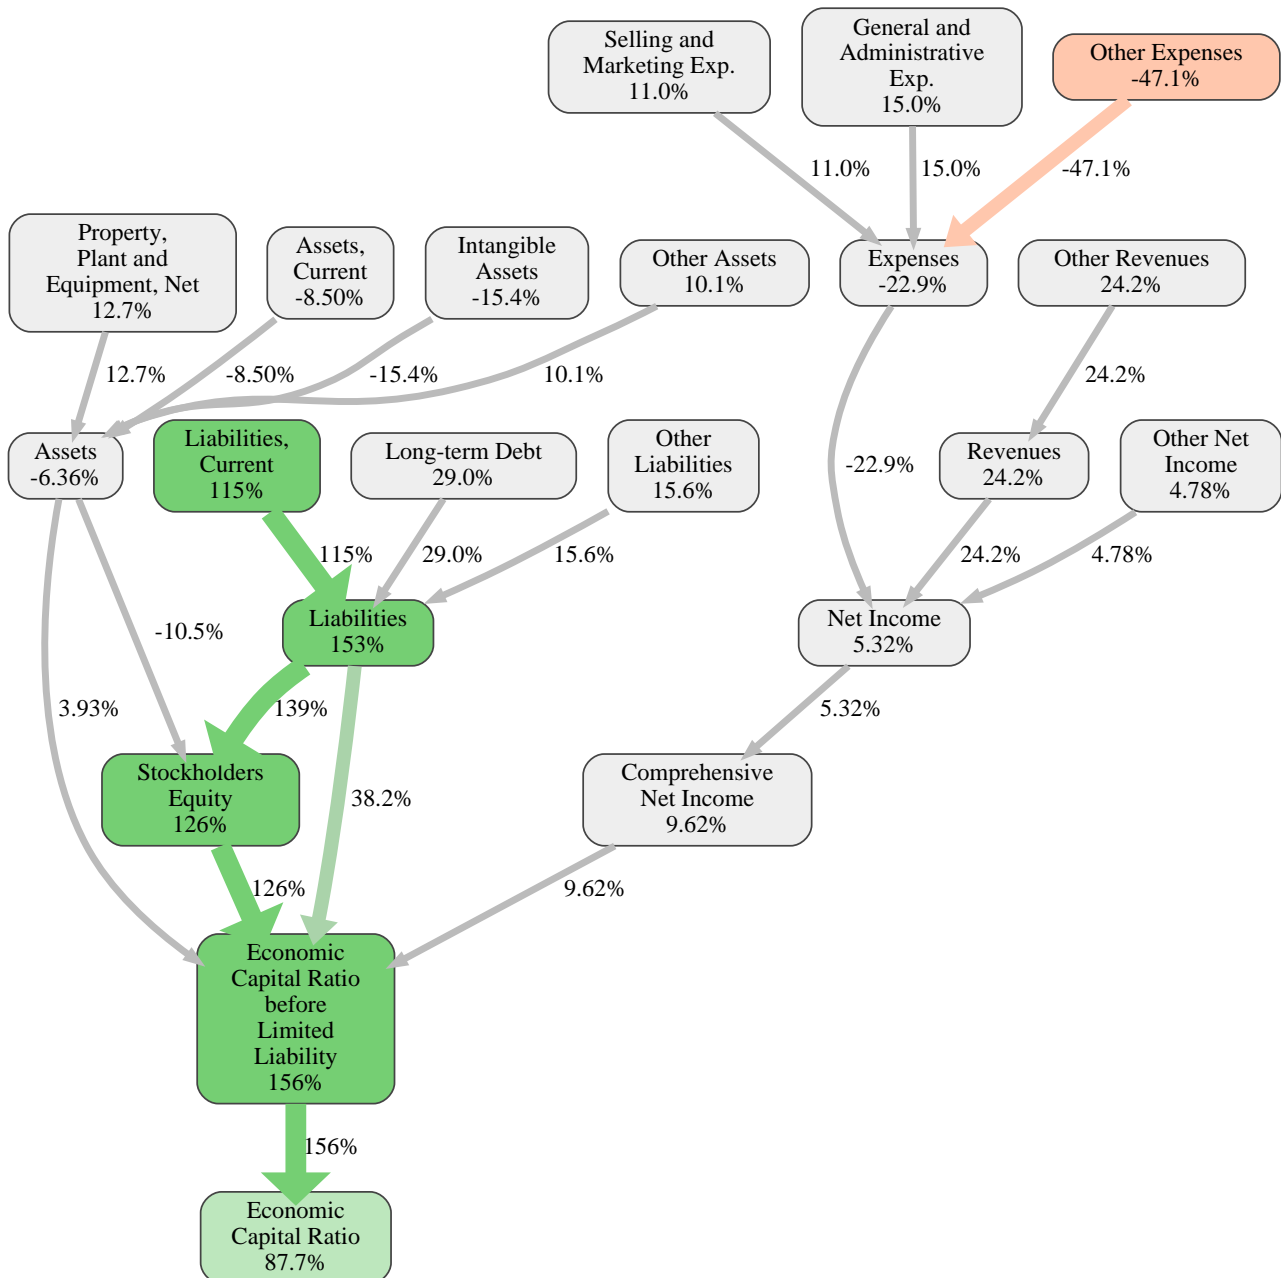 Selling and
Marketing Exp.
11.0%
General and
Administrative
Exp.
15.0%
Other Expenses
-47.1%
11.0%
15.0%
-47.1%
Property,
Plant and
Equipment, Net
12.7%
Assets,
Current
-8.50%
Intangible
Assets
-15.4%
Other Assets
10.1%
Expenses
-22.9%
Other Revenues
24.2%
12.7%
-8.50%
-15.4%
10.1%
24.2%
Assets
-6.36%
Liabilities,
Current
115%
Long-term Debt
29.0%
Other
Liabilities
15.6%
-22.9%
Revenues
24.2%
Other Net
Income
4.78%
115%
29.0%
15.6%
24.2%
4.78%
-10.5%
Liabilities
153%
Net Income
5.32%
3.93%
139%
5.32%
Stockholders
Equity
126%
38.2%
Comprehensive
Net Income
9.62%
126%
9.62%
Economic
Capital Ratio
before
Limited
Liability
156%
156%
Economic
Capital Ratio
87.7%